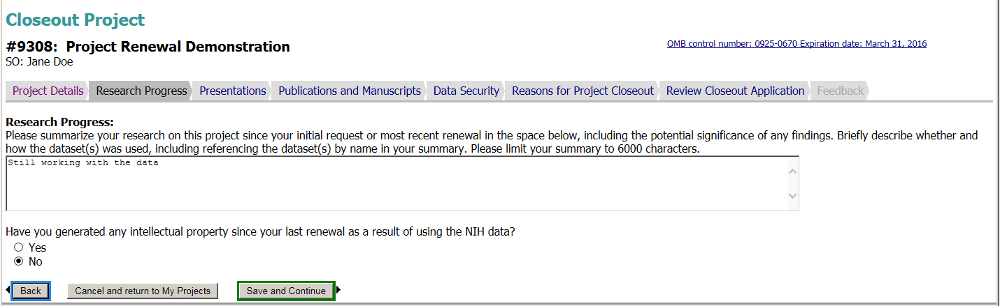 Closeout Project
#9308:  Project Renewal Demonstration
OMB control number: 0925-0670 Expiration date: March 31, 2016
SO: Jane Doe
Project Details Research Progress Presentations Publications and Manuscripts Data Security Reasons for Project Closeout Review Closeout Application Feedback
Research Progress:
Please summarize your research on this project since your initial request or most recent renewal in the space below, including the potential significance of any findings. Briefly describe whether and
how the dataset(s) was used, including referencing the dataset(s) by name in your summary. Please limit your summary to 6000 characters.
Still working with the data
Have you generated any intellectual property since your last renewal as a result of using the NIH data?
Yes
No
Back Cancel and return to My Projects Save and Continue